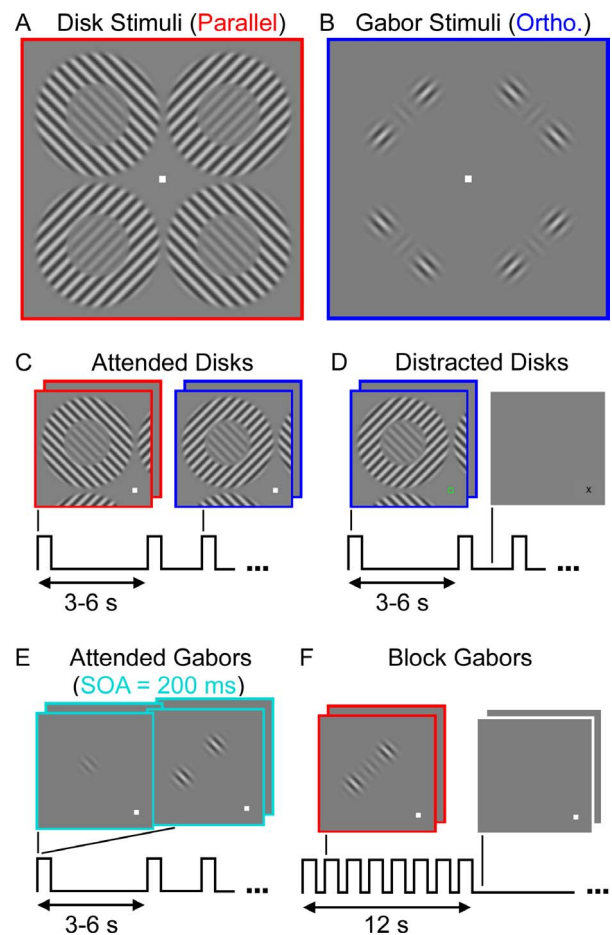 A Disk Stimuli (Parallel)
B Gabor Stimuli (Ortho.)
C Attended Disks
D Distracted Disks
x
...
...
3-6 s
3-6 s
E Attended Gabors
(SOA = 200 ms)
F Block Gabors
...
...
3-6 s
12 s